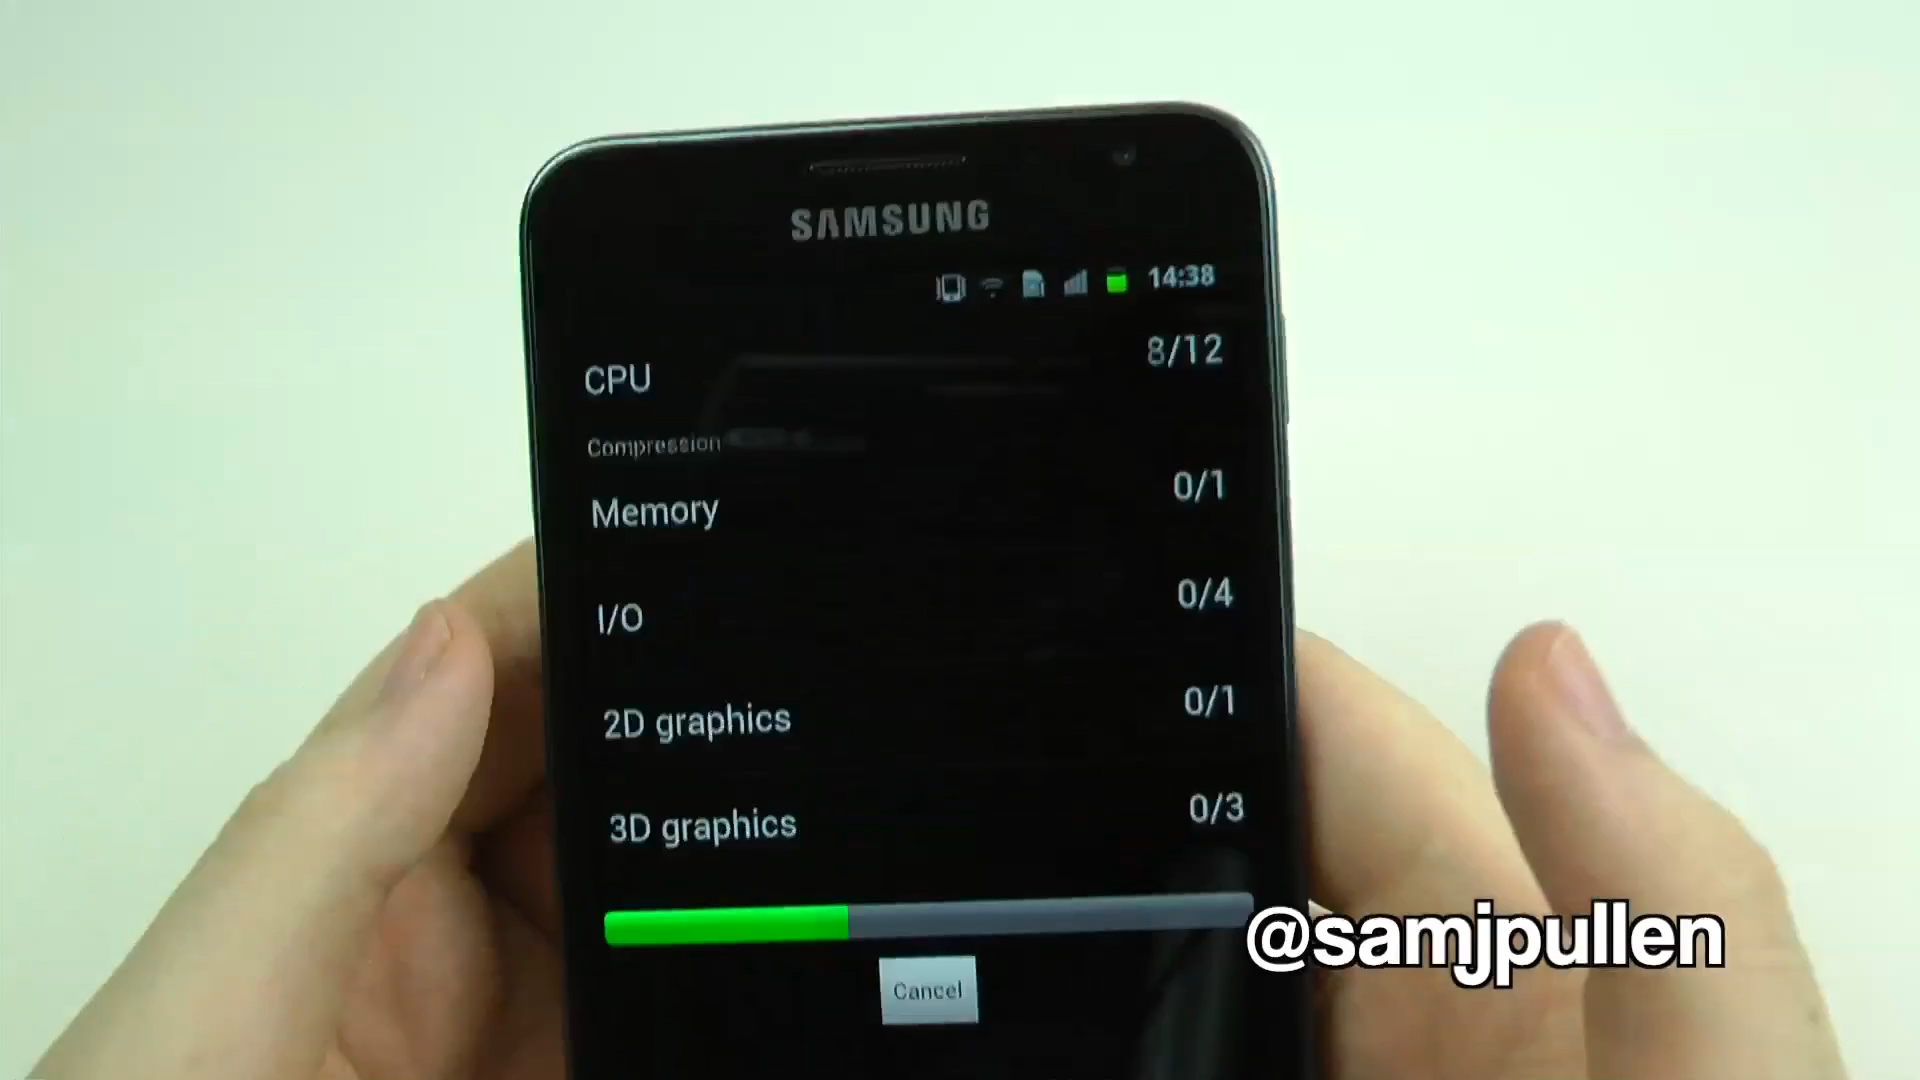 SAMSUNG
14:38
CPU 8/12
Compression
Memory 0/1
I/O 0/4
2D graphics 0/1
3D graphics 0/3
@samjpullen
Cancel